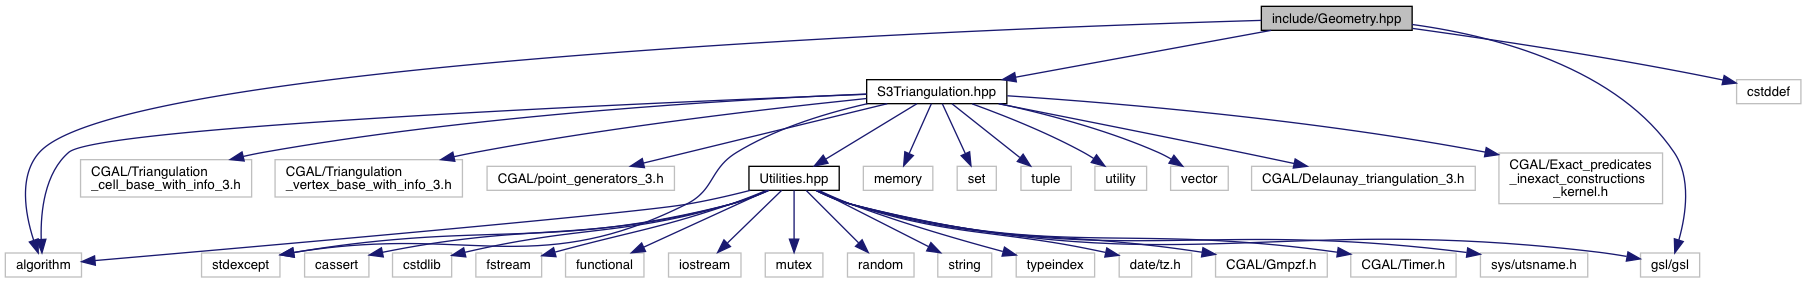 include/Geometry.hpp
S3Triangulation.hpp
cstddef
CGAL/Triangulation
_cell_base_with_info_3.h
CGAL/Triangulation
_vertex_base_with_info_3.h
CGAL/point_generators_3.h
Utilities.hpp
memory
set
tuple
utility
vector
CGAL/Delaunay_triangulation_3.h
CGAL/Exact_predicates
_inexact_constructions
_kernel.h
algorithm
stdexcept
cassert
cstdlib
fstream
functional
iostream
mutex
random
string
typeindex
date/tz.h
CGAL/Gmpzf.h
CGAL/Timer.h
sys/utsname.h
gsl/gsl